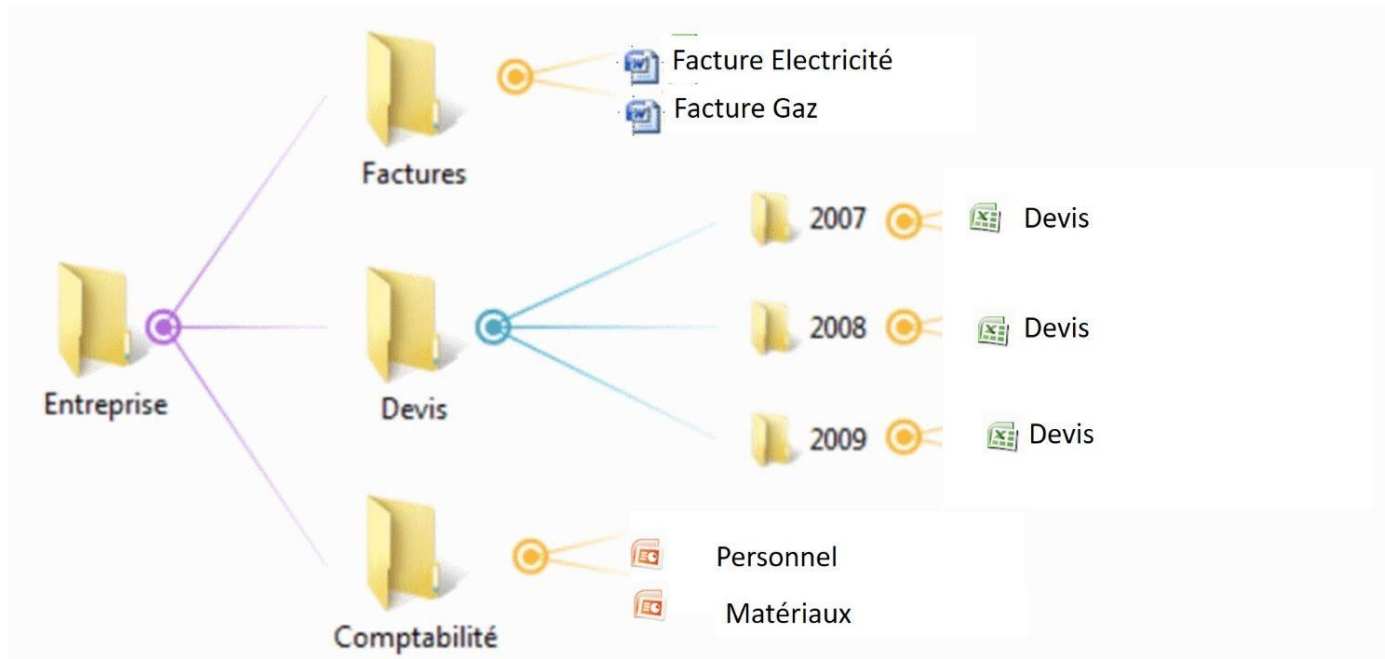 Facture Electricité
Facture Gaz
Factures
2007
Devis
Entreprise
Devis
2008
Devis
2009
Devis
Comptabilité
Personnel
Matériaux